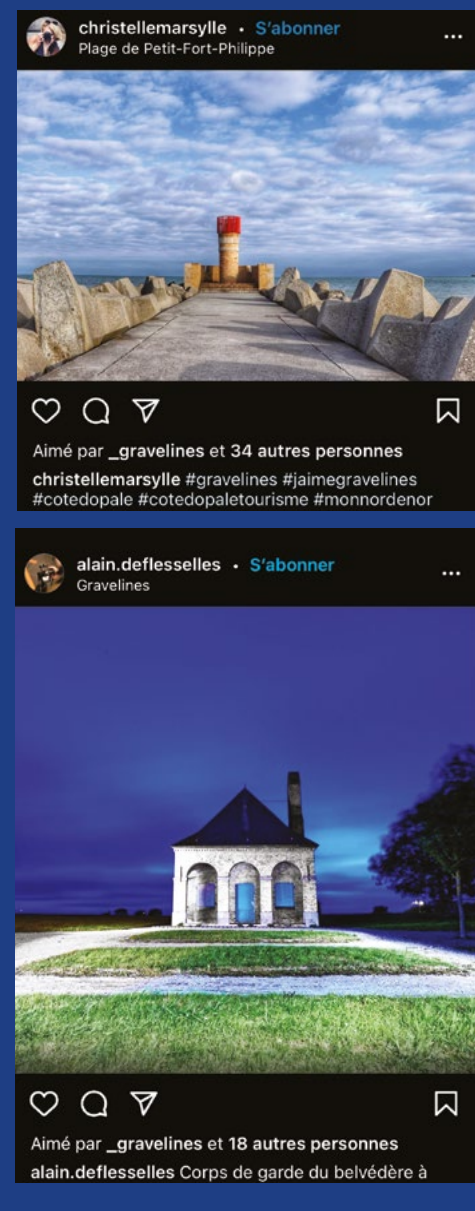 christellemarsylle • S'abonner
Plage de Petit-Fort-Philippe
Aimé par _gravelines et 34 autres personnes
christellemarsylle #gravelines #jaimegravelines
#cotedopale #cotedopaletourisme #monnordenor
alain.deflesselles • S'abonner
Gravelines
Aimé par _gravelines et 18 autres personnes
alain.deflesselles Corps de garde du belvédère à